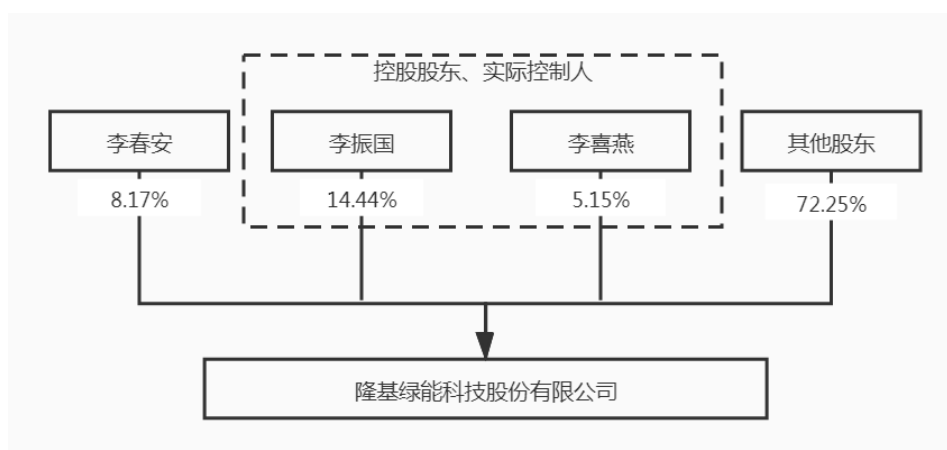 控股股东、实际控制人
李春安
李振国
李喜燕
其他股东
8.17%
14.44%
5.15%
72.25%
隆基绿能科技股份有限公司